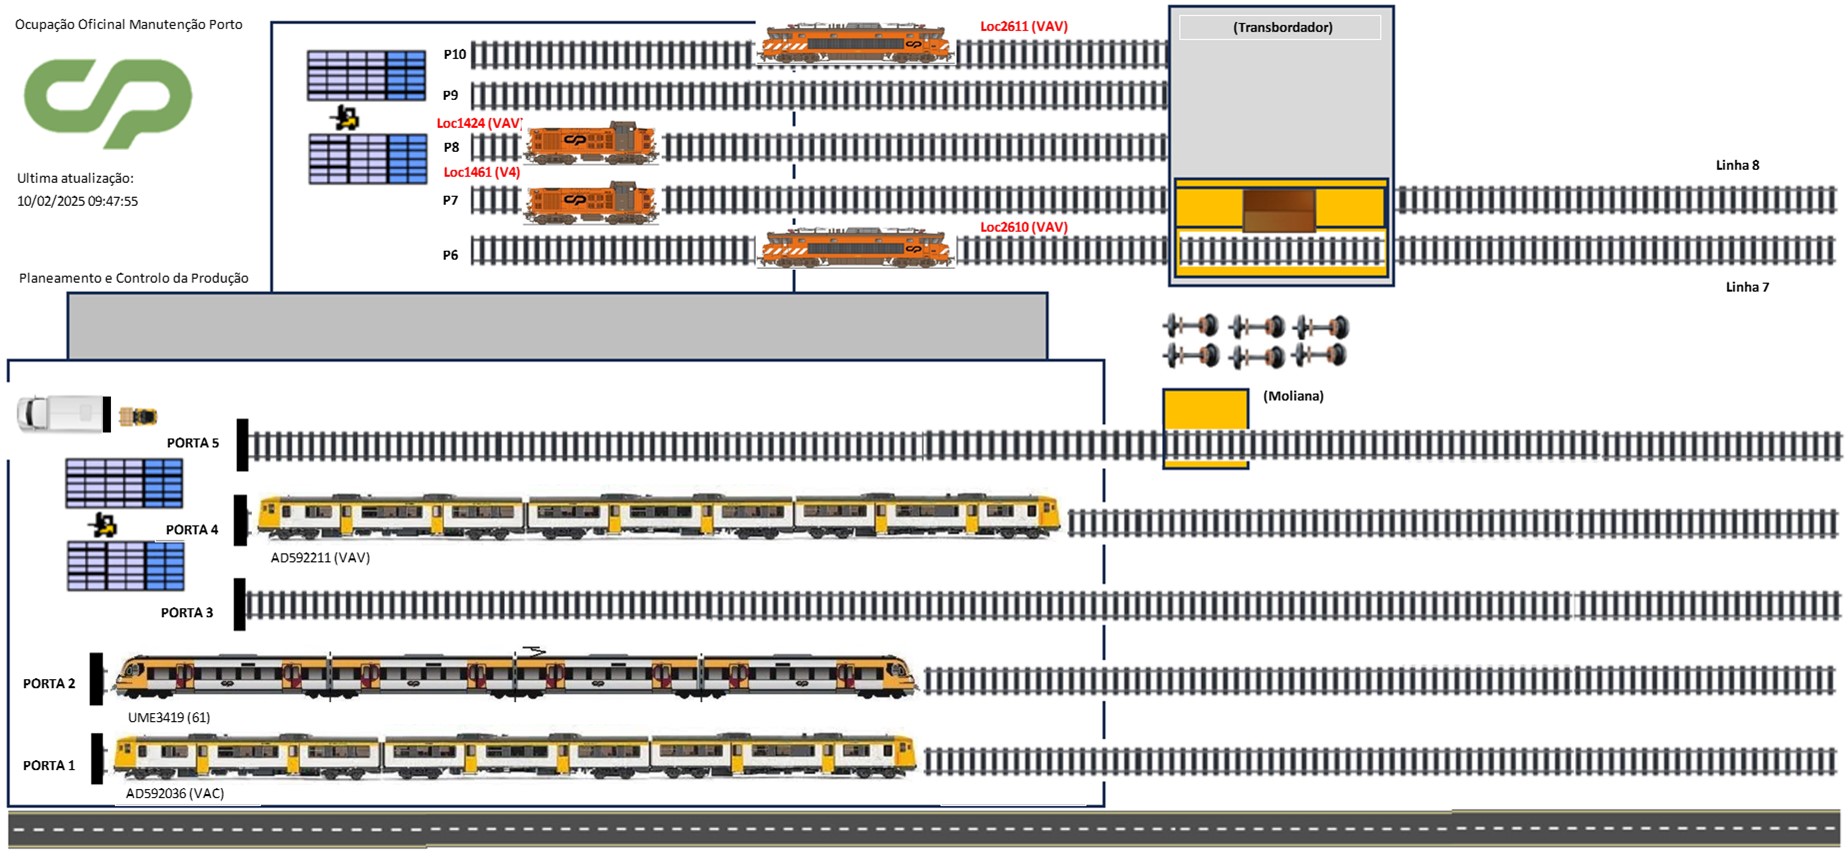 Ocupação Oficinal Manutenção Porto
Ultima atualização:
10/02/2025 09:47:55
Planeamento e Controlo da Produção
Loc2611 (VAV)
(Transbordador)
P10
P9
Loc1424 (VAV)
P8
Loc1461 (V4)
P7
Linha 8
Loc2610 (VAV)
P6
Linha 7
(Moliana)
PORTA 5
PORTA 4
AD592211 (VAV)
PORTA 3
PORTA 2
UME3419 (61)
PORTA 1
AD592036 (VAC)